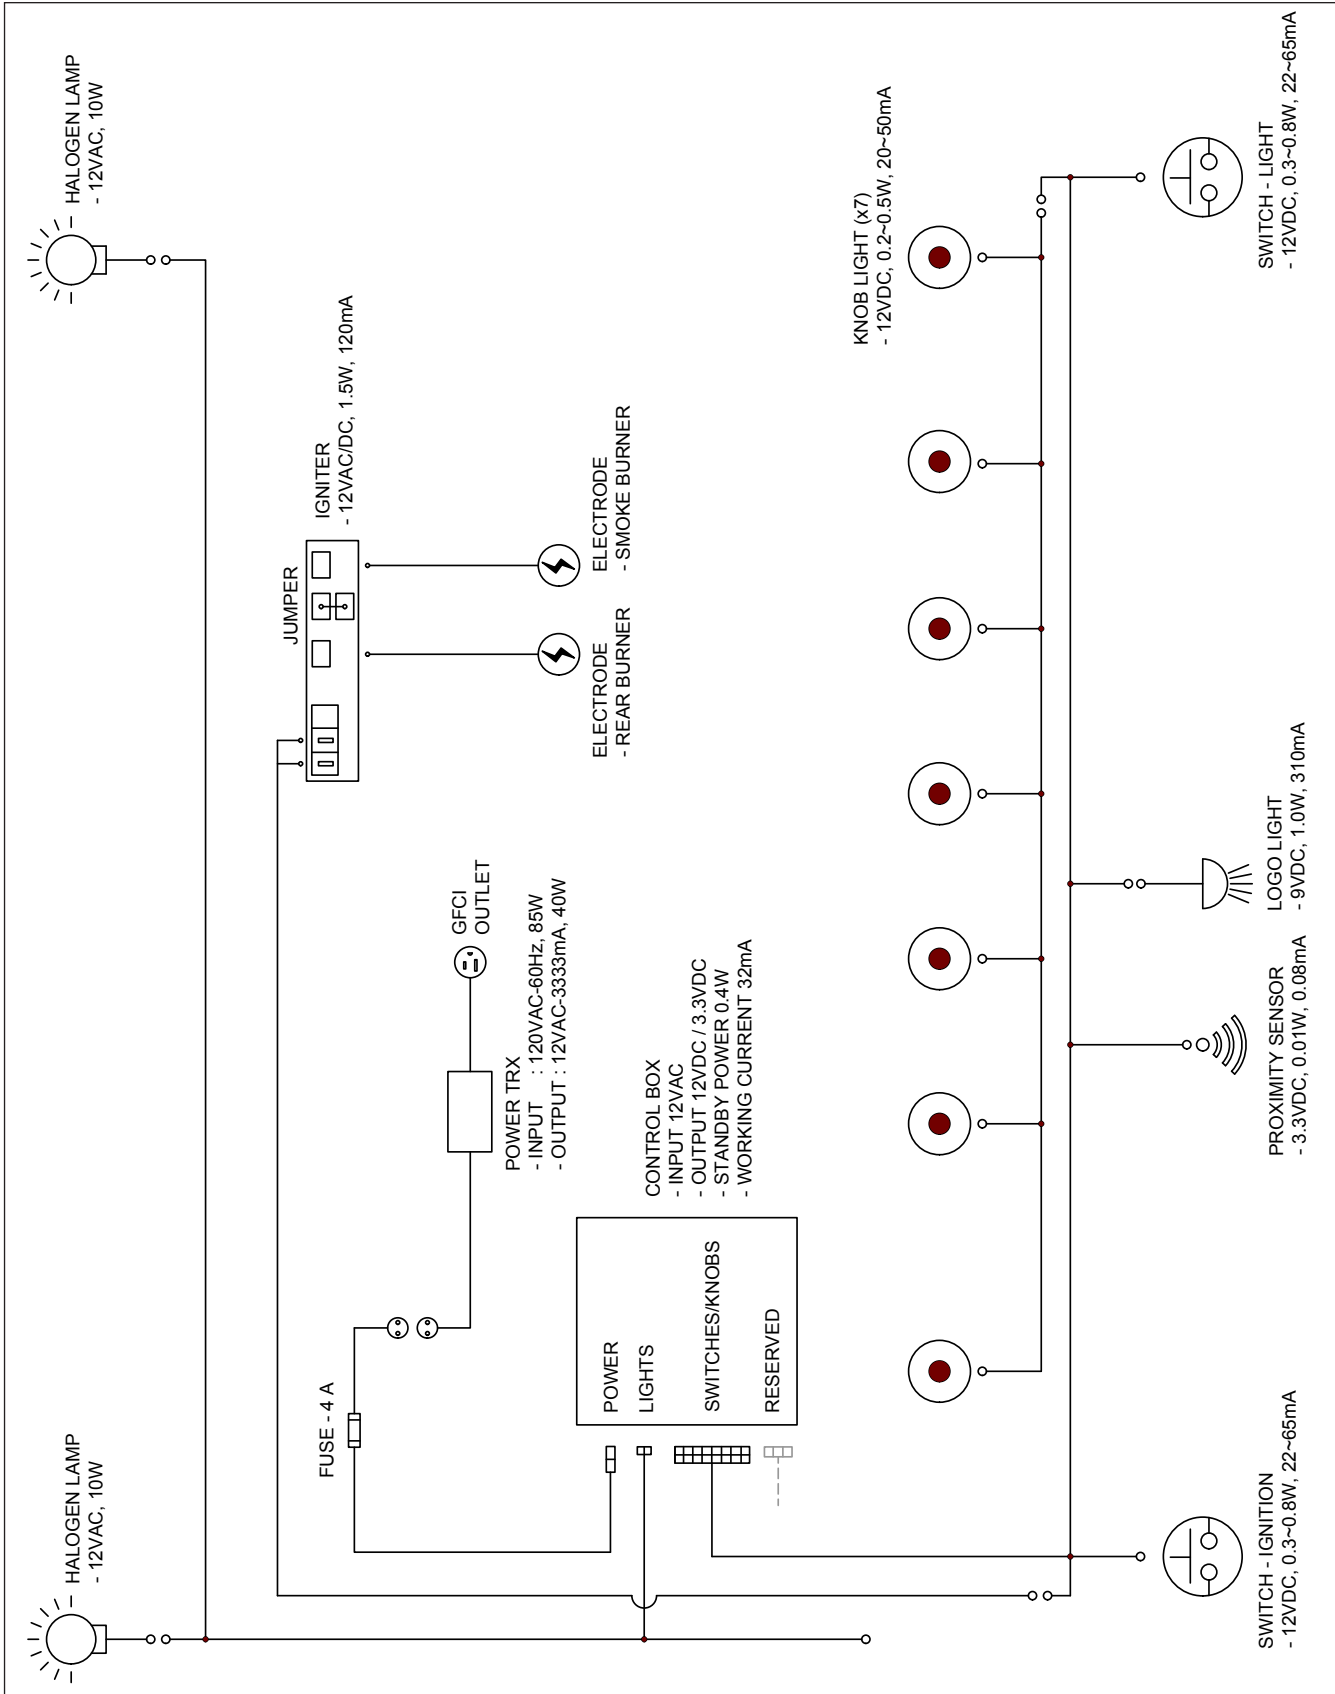 HALOGEN LAMP
- 12VAC, 10W
HALOGEN LAMP
- 12VAC, 10W
FUSE - 4 A
JUMPER
IGNITER
- 12VAC/DC, 1.5W, 120mA
GFCI
OUTLET
POWER TRX
- INPUT : 120VAC-60Hz, 85W
- OUTPUT : 12VAC-3333mA, 40W
ELECTRODE
- REAR BURNER
ELECTRODE
- SMOKE BURNER
CONTROL BOX
- INPUT 12VAC
- OUTPUT 12VDC / 3.3VDC
- STANDBY POWER 0.4W
- WORKING CURRENT 32mA
POWER
LIGHTS
SWITCHES/KNOBS
RESERVED
KNOB LIGHT (x7)
- 12VDC, 0.2~0.5W, 20~50mA
SWITCH - IGNITION
- 12VDC, 0.3~0.8W, 22~65mA
PROXIMITY SENSOR
- 3.3VDC, 0.01W, 0.08mA
LOGO LIGHT
- 9VDC, 1.0W, 310mA
SWITCH - LIGHT
- 12VDC, 0.3~0.8W, 22~65mA